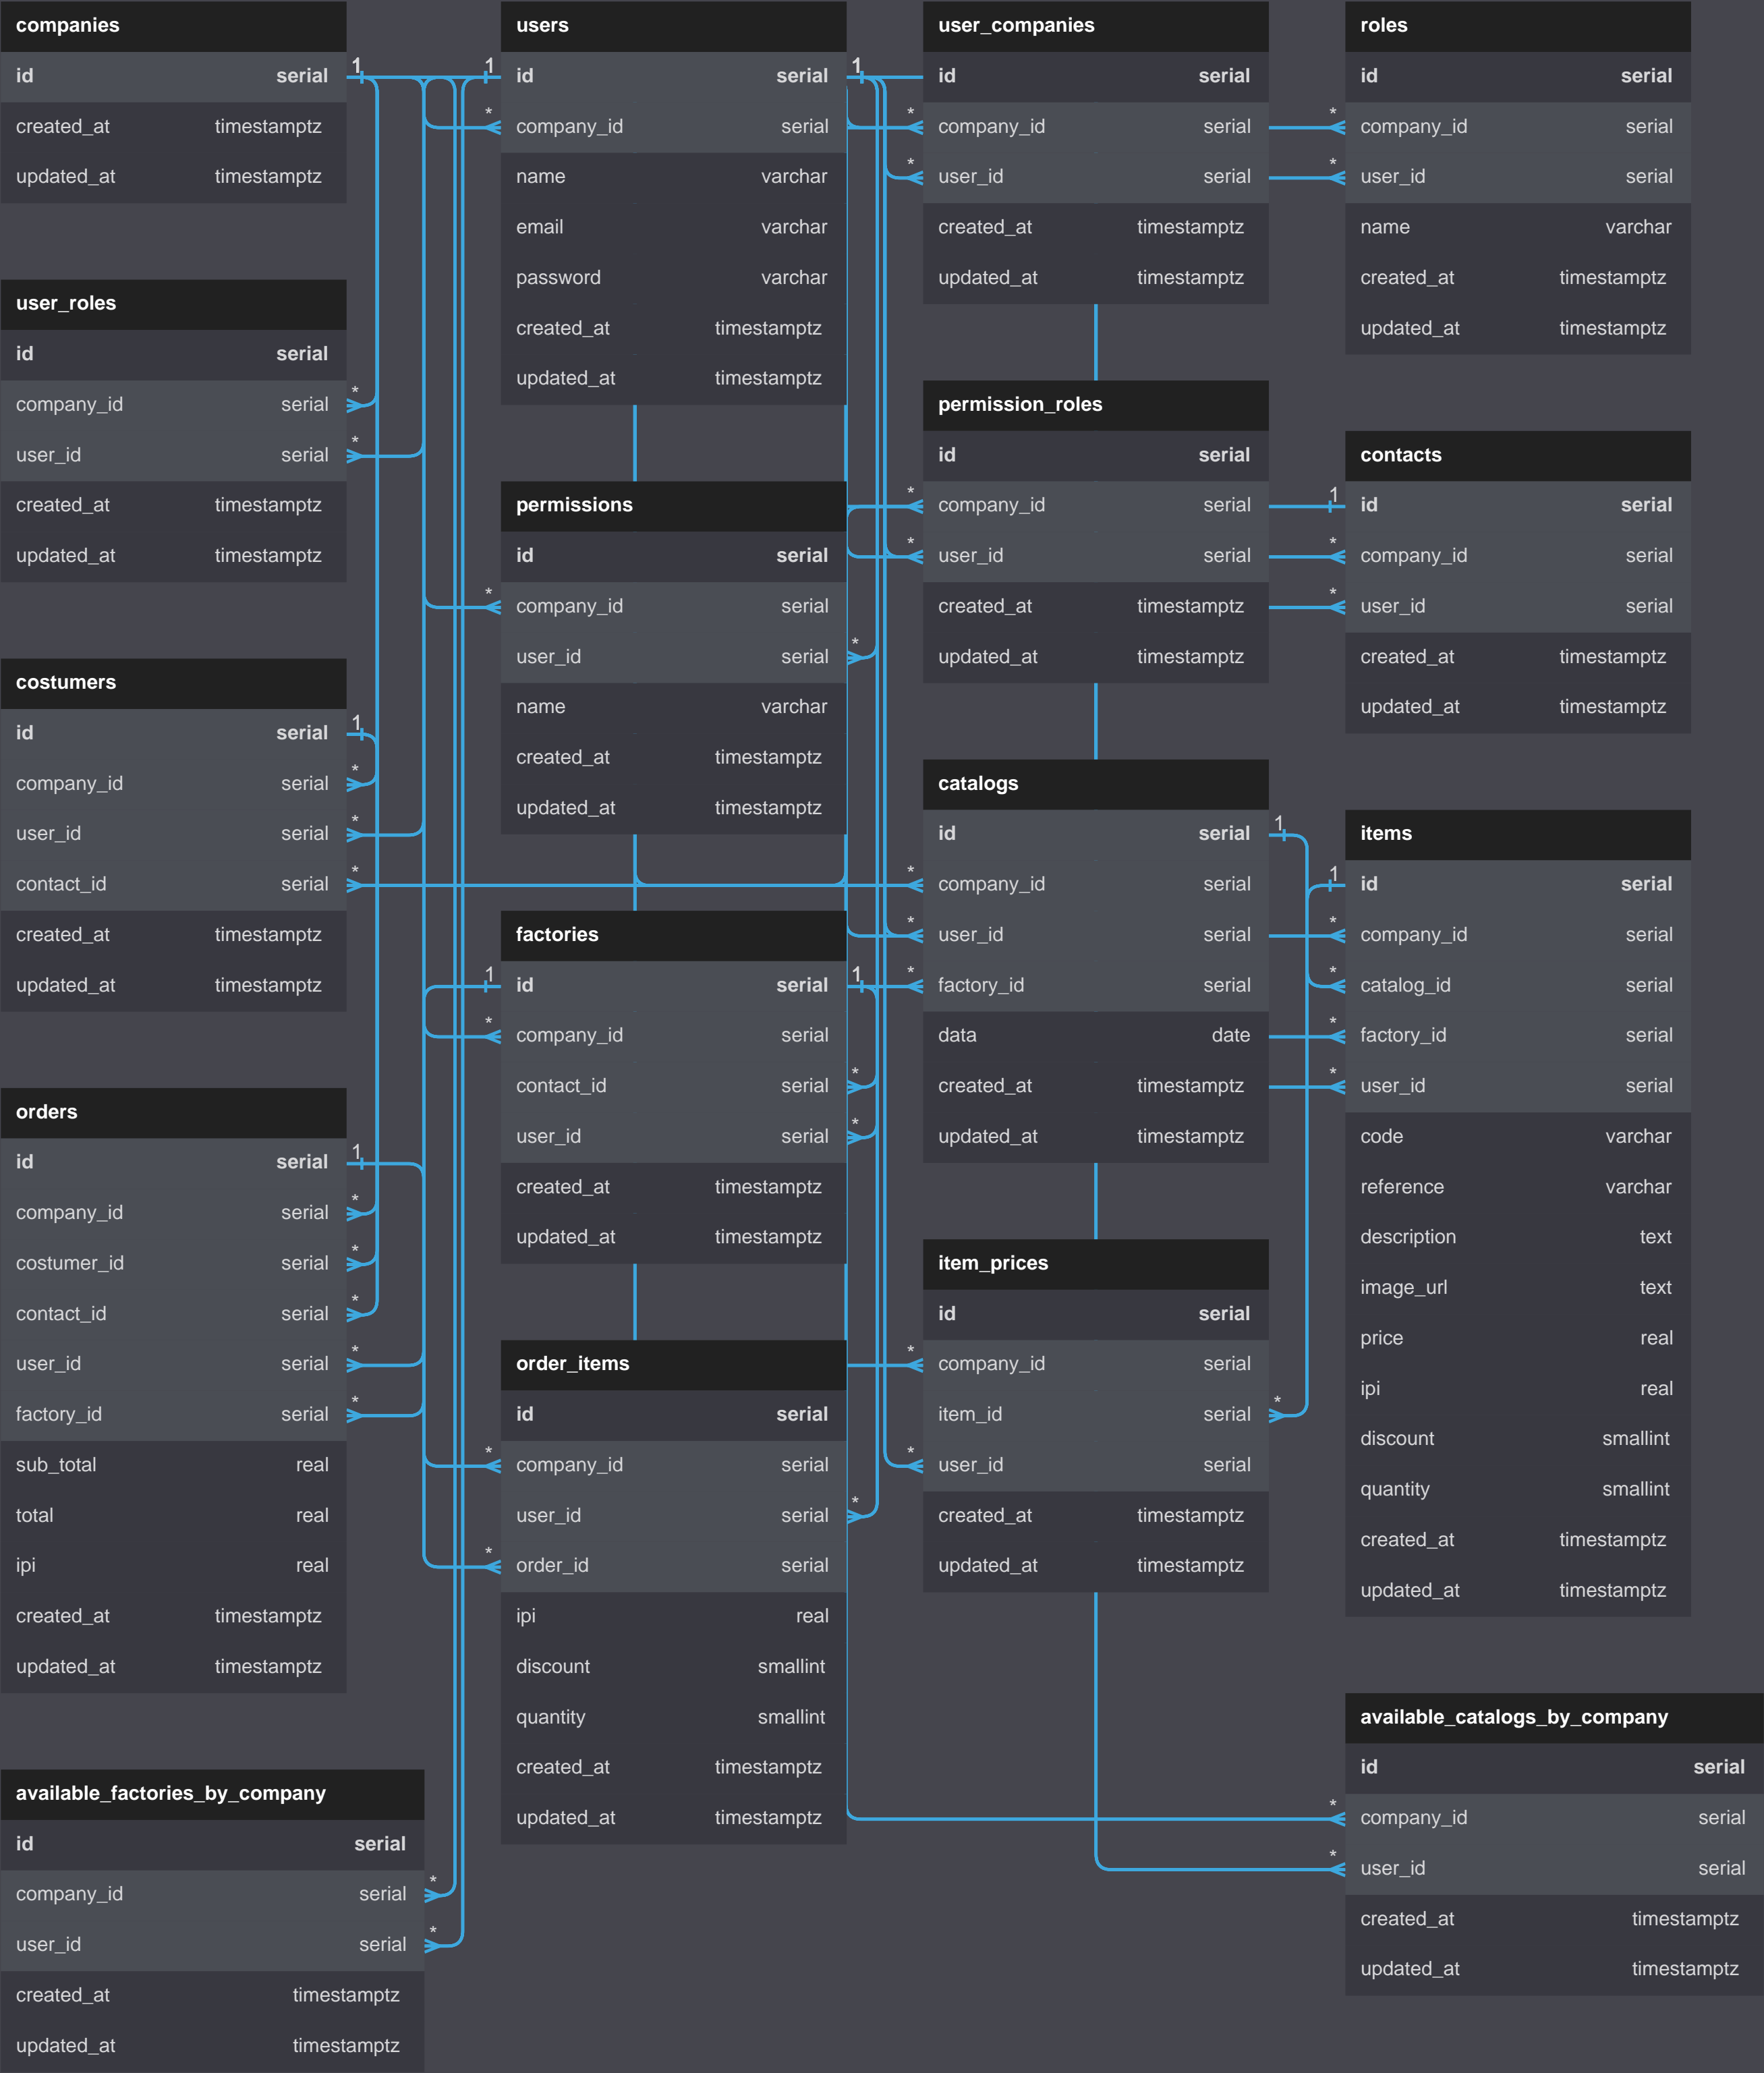 companies
id serial
created_at timestamptz
updated_at timestamptz
users
id serial
company_id serial
name varchar
email varchar
password varchar
created_at timestamptz
updated_at timestamptz
user_companies
id serial
company_id serial
user_id serial
created_at timestamptz
updated_at timestamptz
roles
id serial
company_id serial
user_id serial
name varchar
created_at timestamptz
updated_at timestamptz
user_roles
id serial
company_id serial
user_id serial
created_at timestamptz
updated_at timestamptz
permissions
id serial
company_id serial
user_id serial
name varchar
created_at timestamptz
updated_at timestamptz
permission_roles
id serial
company_id serial
user_id serial
created_at timestamptz
updated_at timestamptz
contacts
id serial
company_id serial
user_id serial
created_at timestamptz
updated_at timestamptz
costumers
id serial
company_id serial
user_id serial
contact_id serial
created_at timestamptz
updated_at timestamptz
factories
id serial
company_id serial
contact_id serial
user_id serial
created_at timestamptz
updated_at timestamptz
catalogs
id serial
company_id serial
user_id serial
factory_id serial
data date
created_at timestamptz
updated_at timestamptz
items
id serial
company_id serial
catalog_id serial
factory_id serial
user_id serial
code varchar
reference varchar
description text
image_url text
price real
ipi real
discount smallint
quantity smallint
created_at timestamptz
updated_at timestamptz
orders
id serial
company_id serial
costumer_id serial
contact_id serial
user_id serial
factory_id serial
sub_total real
total real
ipi real
created_at timestamptz
updated_at timestamptz
order_items
id serial
company_id serial
user_id serial
order_id serial
ipi real
discount smallint
quantity smallint
created_at timestamptz
updated_at timestamptz
item_prices
id serial
company_id serial
item_id serial
user_id serial
created_at timestamptz
updated_at timestamptz
available_factories_by_company
id serial
company_id serial
user_id serial
created_at timestamptz
updated_at timestamptz
available_catalogs_by_company
id serial
company_id serial
user_id serial
created_at timestamptz
updated_at timestamptz